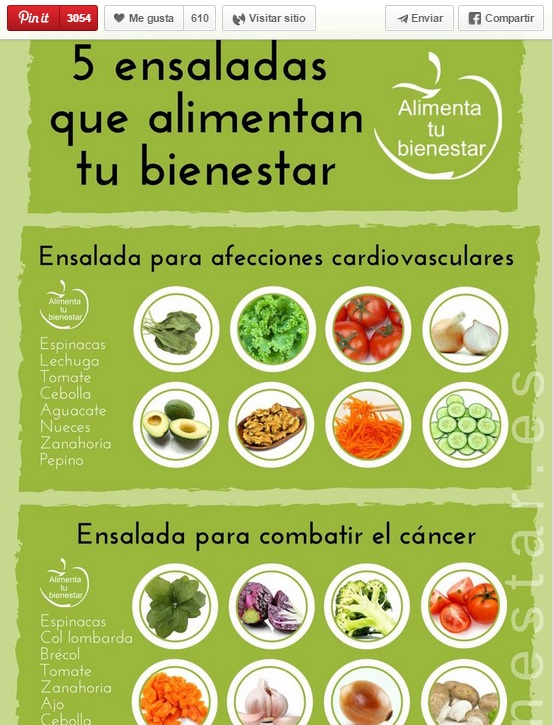 Pin it 3054 Me gusta 610 Visitar sitio Enviar Compartir
5 ensaladas
que alimentan
tu bienestar
Alimenta
tu
bienestar
Ensalada para afecciones cardiovasculares
Alimenta
tu
bienestar
Espinacas
Lechuga
Tomate
Cebolla
Aguacate
Nueces
Zanahoria
Pepino
Ensalada para combatir el cáncer
Alimenta
tu
bienestar
Espinacas
Col lombarda
Brécol
Tomate
Zanahoria
Ajo
Cebolla
nestar.es